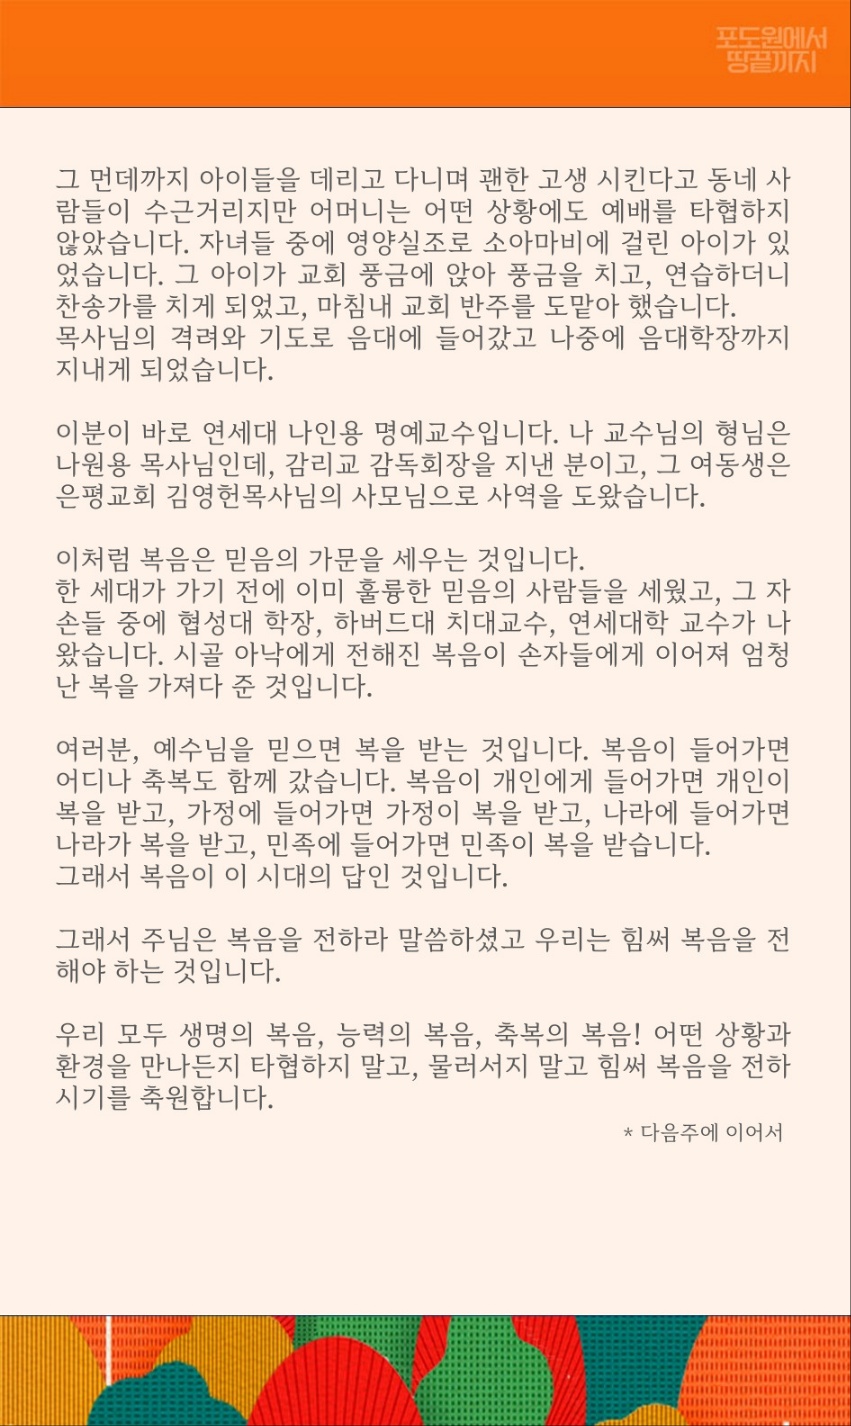 포도원에서
땅끝까지
그 먼데까지 아이들을 데리고 다니며 괜한 고생 시킨다고 동네 사
람들이 수근거리지만 어머니는 어떤 상황에도 예배를 타협하지
않았습니다. 자녀들 중에 영양실조로 소아마비에 걸린 아이가 있
었습니다. 그 아이가 교회 풍금에 앉아 풍금을 치고, 연습하더니
찬송가를 치게 되었고, 마침내 교회 반주를 도맡아 했습니다.
목사님의 격려와 기도로 음대에 들어갔고 나중에 음대학장까지
지내게 되었습니다.
이분이 바로 연세대 나인용 명예교수입니다. 나 교수님의 형님은
나원용 목사님인데, 감리교 감독회장을 지낸 분이고, 그 여동생은
은평교회 김영헌목사님의 사모님으로 사역을 도왔습니다.
이처럼 복음은 믿음의 가문을 세우는 것입니다.
한 세대가 가기 전에 이미 훌륭한 믿음의 사람들을 세웠고, 그 자
손들 중에 협성대 학장, 하버드대 치대교수, 연세대학 교수가 나
왔습니다. 시골 아낙에게 전해진 복음이 손자들에게 이어져 엄청
난 복을 가져다 준 것입니다.
여러분, 예수님을 믿으면 복을 받는 것입니다. 복음이 들어가면
어디나 축복도 함께 갔습니다. 복음이 개인에게 들어가면 개인이
복을 받고, 가정에 들어가면 가정이 복을 받고, 나라에 들어가면
나라가 복을 받고, 민족에 들어가면 민족이 복을 받습니다.
그래서 복음이 이 시대의 답인 것입니다.
그래서 주님은 복음을 전하라 말씀하셨고 우리는 힘써 복음을 전
해야 하는 것입니다.
우리 모두 생명의 복음, 능력의 복음, 축복의 복음! 어떤 상황과
환경을 만나든지 타협하지 말고, 물러서지 말고 힘써 복음을 전하
시기를 축원합니다.
* 다음주에 이어서